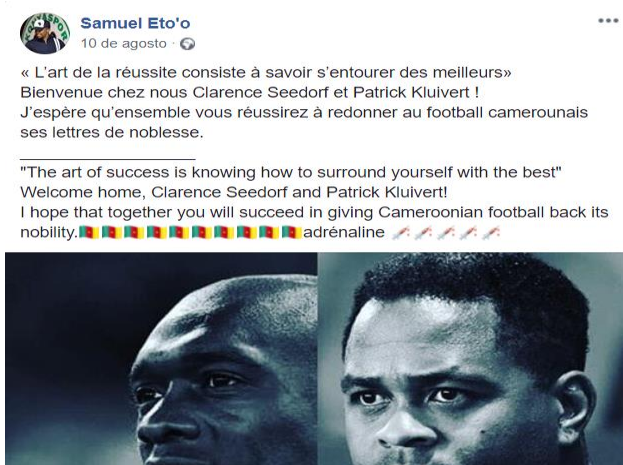 Samuel Eto'o
10 de agosto ·
« L'art de la réussite consiste à savoir s'entourer des meilleurs»
Bienvenue chez nous Clarence Seedorf et Patrick Kluivert !
J'espère qu'ensemble vous réussirez à redonner au football camerounais
ses lettres de noblesse.
"The art of success is knowing how to surround yourself with the best"
Welcome home, Clarence Seedorf and Patrick Kluivert!
I hope that together you will succeed in giving Cameroonian football back its
nobility.🇨🇲🇨🇲🇨🇲🇨🇲🇨🇲🇨🇲🇨🇲🇨🇲🇨🇲🇨🇲adrénaline 💉💉💉💉💉